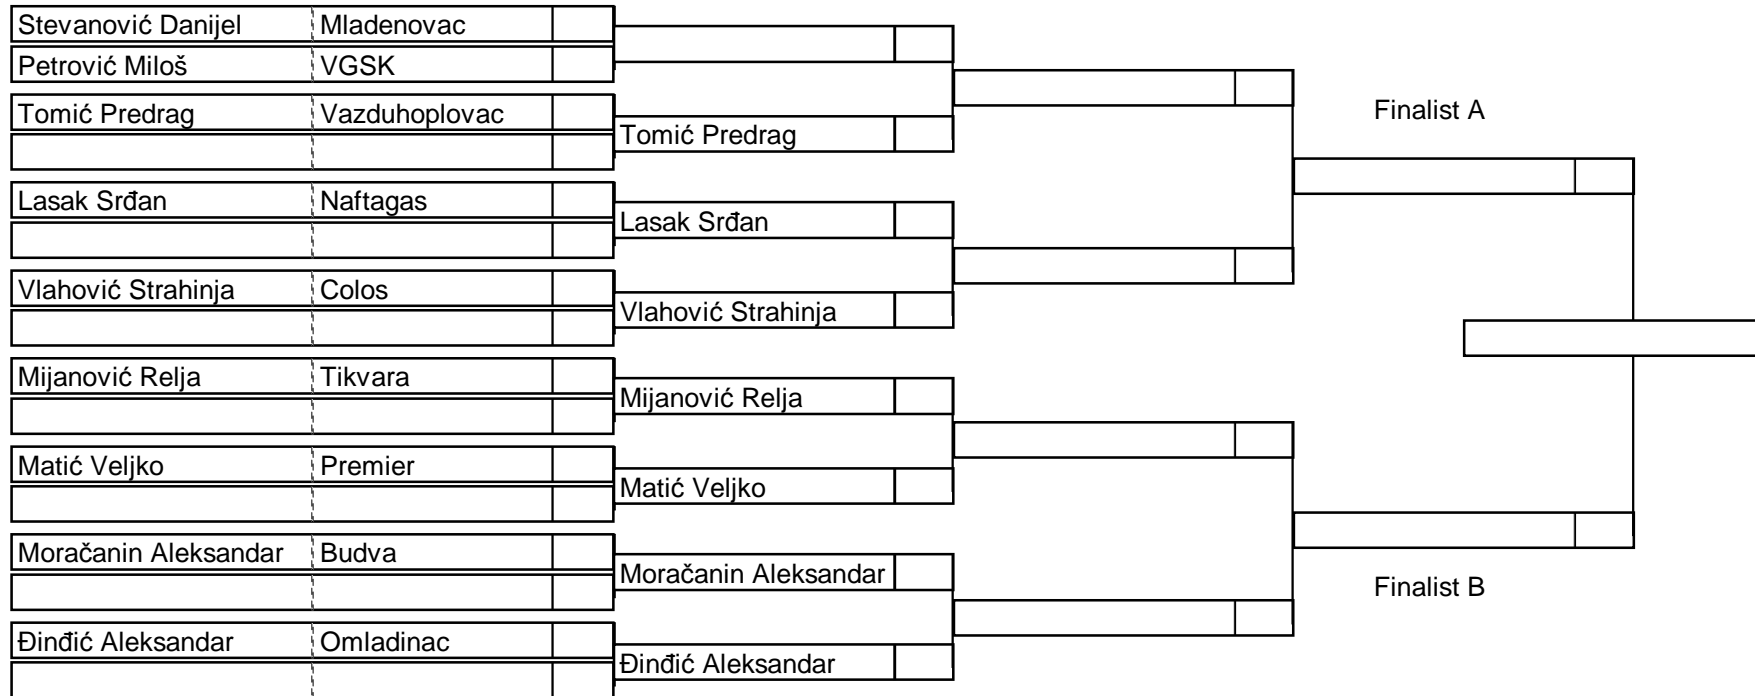 Stevanović Danijel Mladenovac
Petrović Miloš VGSK
Tomić Predrag Vazduhoplovac
Finalist A
Tomić Predrag
Lasak Srđan Naftagas
Lasak Srđan
Vlahović Strahinja Colos
Vlahović Strahinja
Mijanović Relja Tikvara
Mijanović Relja
Matić Veljko Premier
Matić Veljko
Moračanin Aleksandar Budva
Moračanin Aleksandar
Finalist B
Đinđić Aleksandar Omladinac
Đinđić Aleksandar